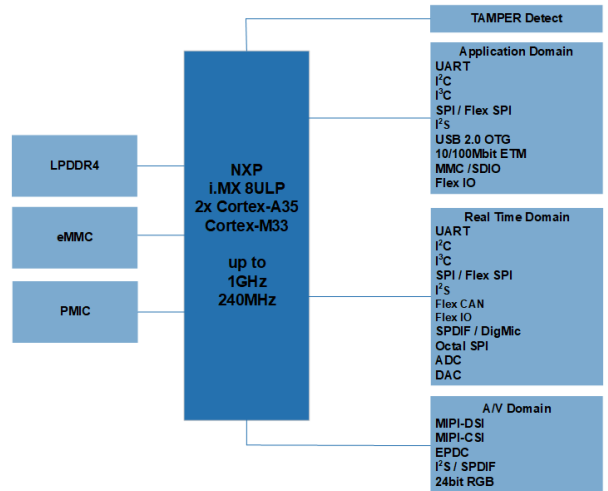 TAMPER Detect
Application Domain
UART
I²C
I³C
SPI / Flex SPI
I²S
USB 2.0 OTG
10/100Mbit ETM
MMC /SDIO
Flex IO
LPDDR4
eMMC
PMIC
NXP
i.MX 8ULP
2x Cortex-A35
Cortex-M33
up to
1GHz
240MHz
Real Time Domain
UART
I²C
I³C
SPI / Flex SPI
I²S
Flex CAN
Flex IO
SPDIF / DigMic
Octal SPI
ADC
DAC
A/V Domain
MIPI-DSI
MIPI-CSI
EPDC
I²S / SPDIF
24bit RGB